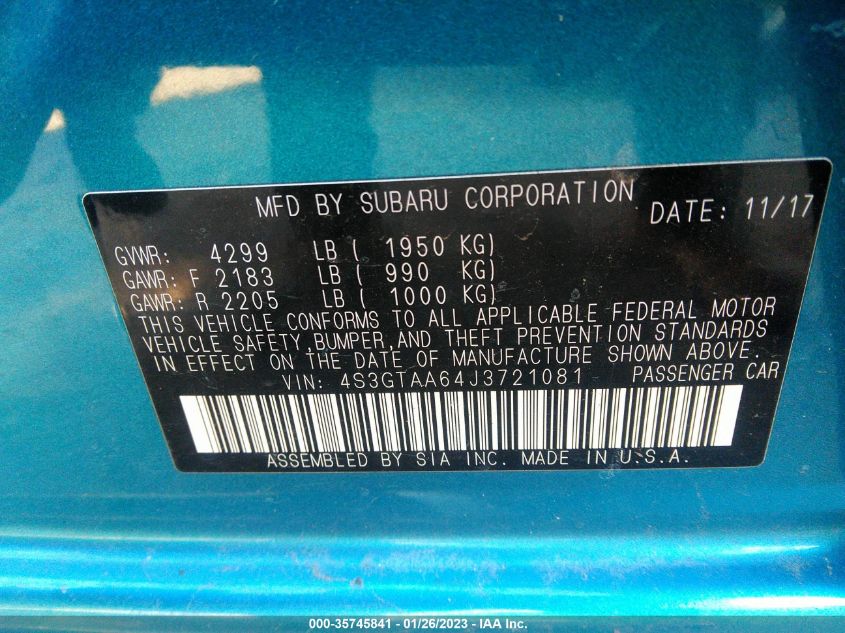 MFD BY SUBARU CORPORATION DATE: 11/17
GVWR: 4299 LB ( 1950 KG)
GAWR: F 2183 LB ( 990 KG)
GAWR: R 2205 LB ( 1000 KG)
THIS VEHICLE CONFORMS TO ALL APPLICABLE FEDERAL MOTOR
VEHICLE SAFETY, BUMPER, AND THEFT PREVENTION STANDARDS
IN EFFECT ON THE DATE OF MANUFACTURE SHOWN ABOVE.
VIN: 4S3GTAA64J3721081 PASSENGER CAR
ASSEMBLED BY SIA INC. MADE IN U.S.A.
000-35745841 - 01/26/2023 - IAA Inc.